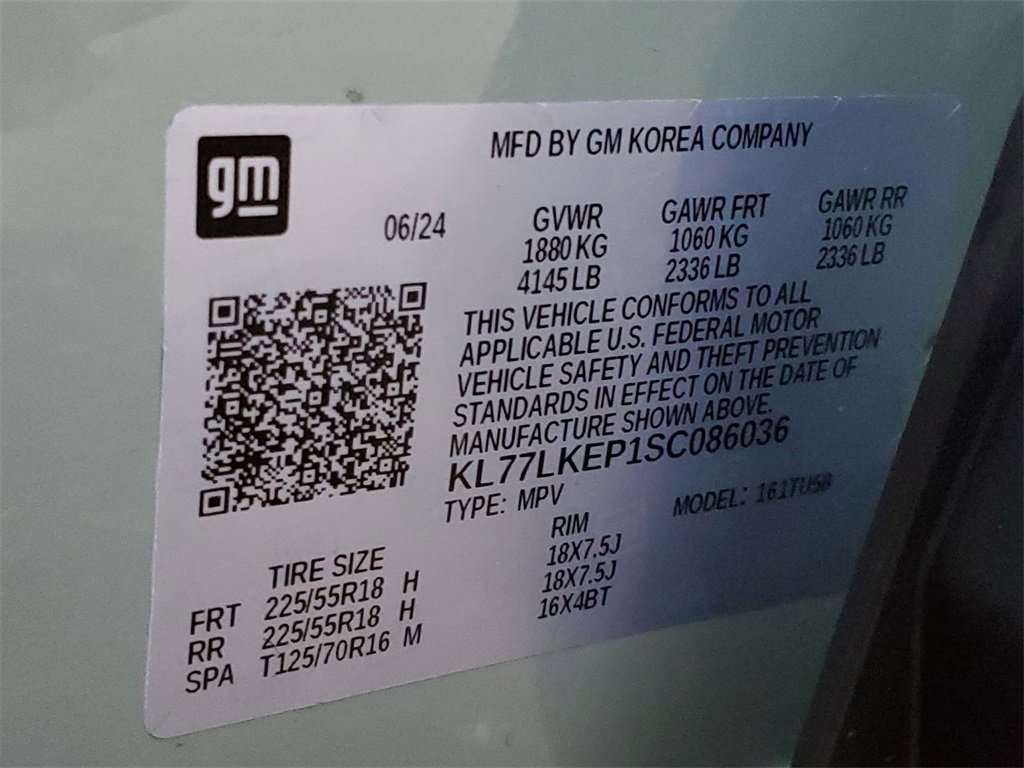 gm
MFD BY GM KOREA COMPANY
06/24
GVWR GAWR FRT GAWR RR
1880 KG 1060 KG 1060 KG
4145 LB 2336 LB 2336 LB
THIS VEHICLE CONFORMS TO ALL
APPLICABLE U.S. FEDERAL MOTOR
VEHICLE SAFETY AND THEFT PREVENTION
STANDARDS IN EFFECT ON THE DATE OF
MANUFACTURE SHOWN ABOVE.
KL77LKEP1SC086036
TYPE: MPV MODEL:
TIRE SIZE RIM
FRT 225/55R18 H 18X7.5J
RR 225/55R18 H 18X7.5J
SPA T125/70R16 M 16X4BT